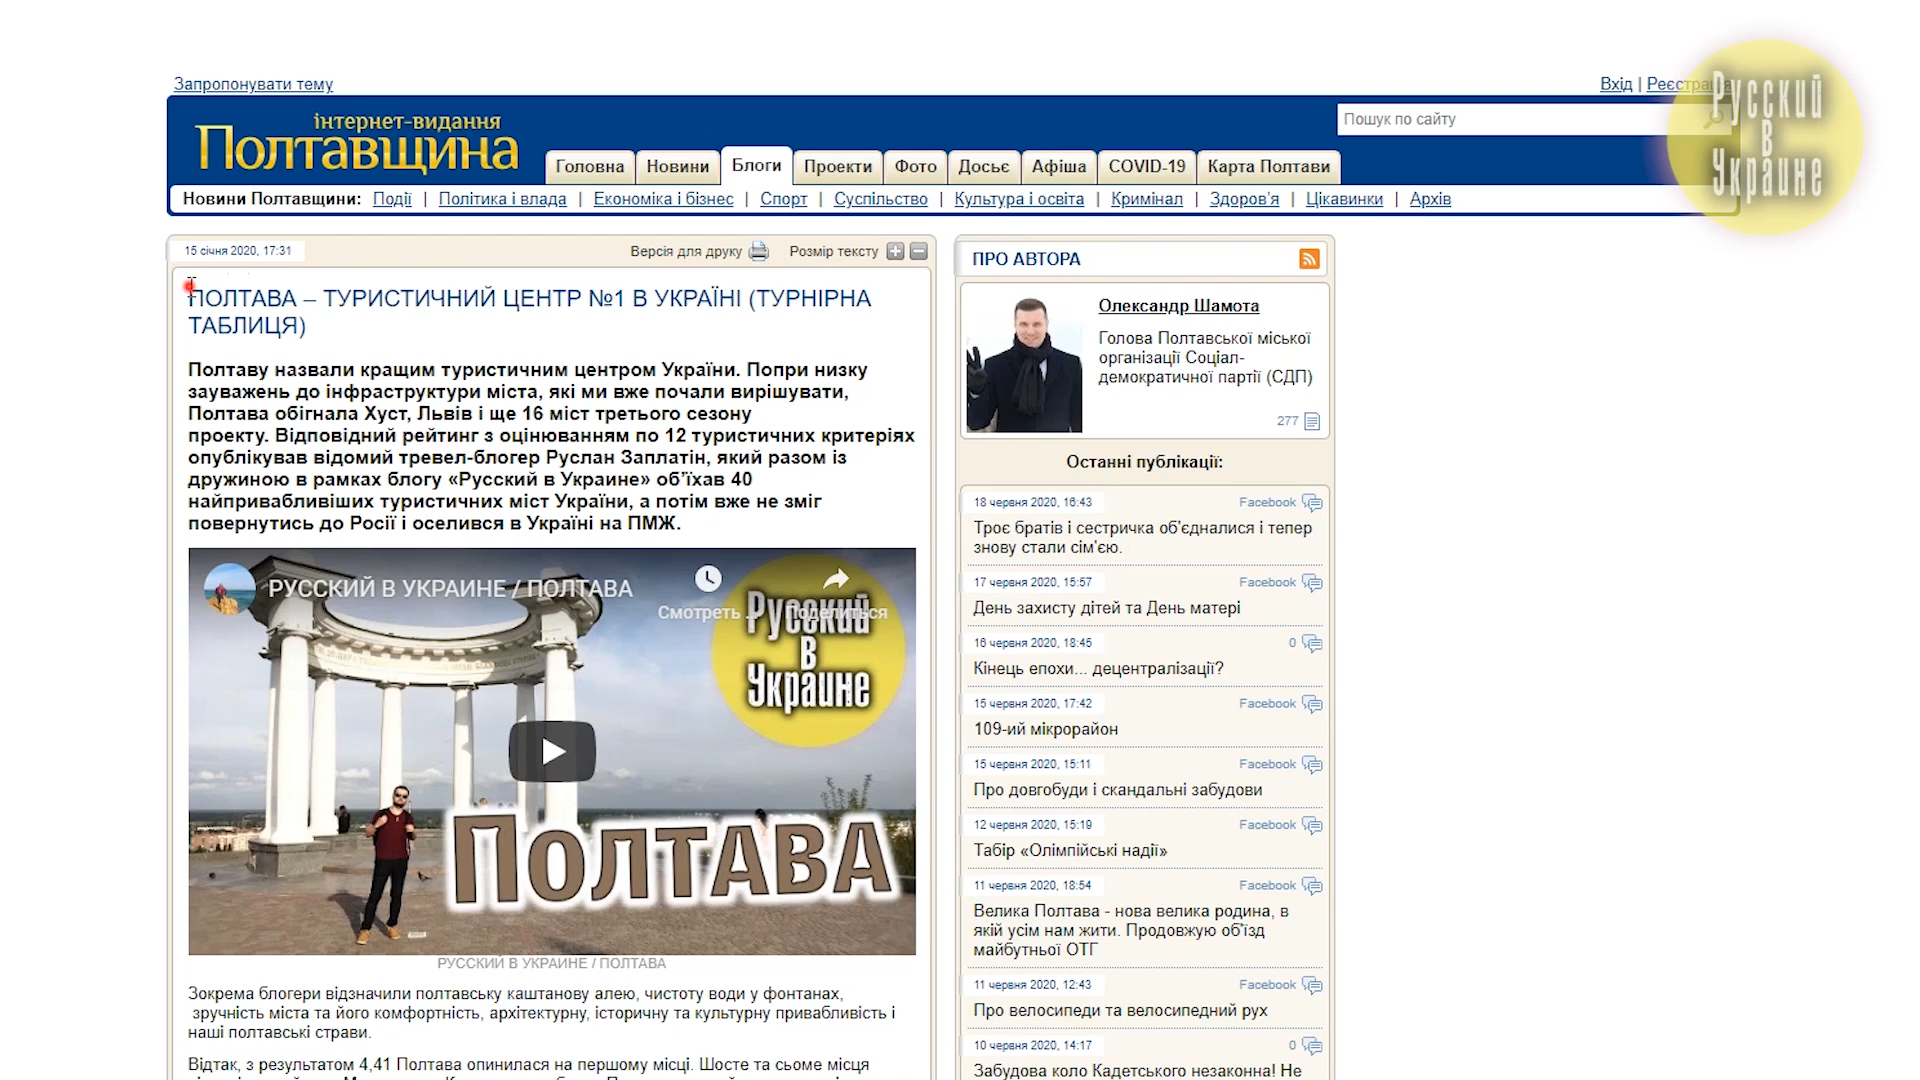 Запропонувати тему
Вхід | Реєстрація
інтернет-видання
Полтавщина
Пошук по сайту
Русский
в
Украине
Головна Новини Блоги Проекти Фото Досьє Афіша COVID-19 Карта Полтави
Новини Полтавщини: Події | Політика і влада | Економіка і бізнес | Спорт | Суспільство | Культура і освіта | Кримінал | Здоров'я | Цікавинки | Архів
15 січня 2020, 17:31 Версія для друку Розмір тексту
ПОЛТАВА – ТУРИСТИЧНИЙ ЦЕНТР №1 В УКРАЇНІ (ТУРНІРНА
ТАБЛИЦЯ)
Полтаву назвали кращим туристичним центром України. Попри низку
зауважень до інфраструктури міста, які ми вже почали вирішувати,
Полтава обігнала Хуст, Львів і ще 16 міст третього сезону
проекту. Відповідний рейтинг з оцінюванням по 12 туристичних критеріях
опублікував відомий тревел-блогер Руслан Заплатін, який разом із
дружиною в рамках блогу «Русский в Украине» об'їхав 40
найпривабливіших туристичних міст України, а потім вже не зміг
повернутись до Росії і оселився в Україні на ПМЖ.
РУССКИЙ В УКРАИНЕ / ПОЛТАВА
Смотреть ... Поделиться
Русский
в
Украине
ПОЛТАВА
РУССКИЙ В УКРАИНЕ / ПОЛТАВА
Зокрема блогери відзначили полтавську каштанову алею, чистоту води у фонтанах,
зручність міста та його комфортність, архітектурну, історичну та культурну привабливість і
наші полтавські страви.
Відтак, з результатом 4,41 Полтава опинилася на першому місці. Шосте та сьоме місця
ПРО АВТОРА
Олександр Шамота
Голова Полтавської міської
організації Соціал-
демократичної партії (СДП)
277
Останні публікації:
18 червня 2020, 16:43 Facebook
Троє братів і сестричка об'єдналися і тепер
знову стали сім'єю.
17 червня 2020, 15:57 Facebook
День захисту дітей та День матері
16 червня 2020, 18:45 0
Кінець епохи... децентралізації?
15 червня 2020, 17:42 Facebook
109-ий мікрорайон
15 червня 2020, 15:11 Facebook
Про довгобуди і скандальні забудови
12 червня 2020, 15:19 Facebook
Табір «Олімпійські надії»
11 червня 2020, 18:54 Facebook
Велика Полтава - нова велика родина, в
якій усім нам жити. Продовжую об'їзд
майбутньої ОТГ
11 червня 2020, 12:43 Facebook
Про велосипеди та велосипедний рух
10 червня 2020, 14:17 0
Забудова коло Кадетського незаконна! Не